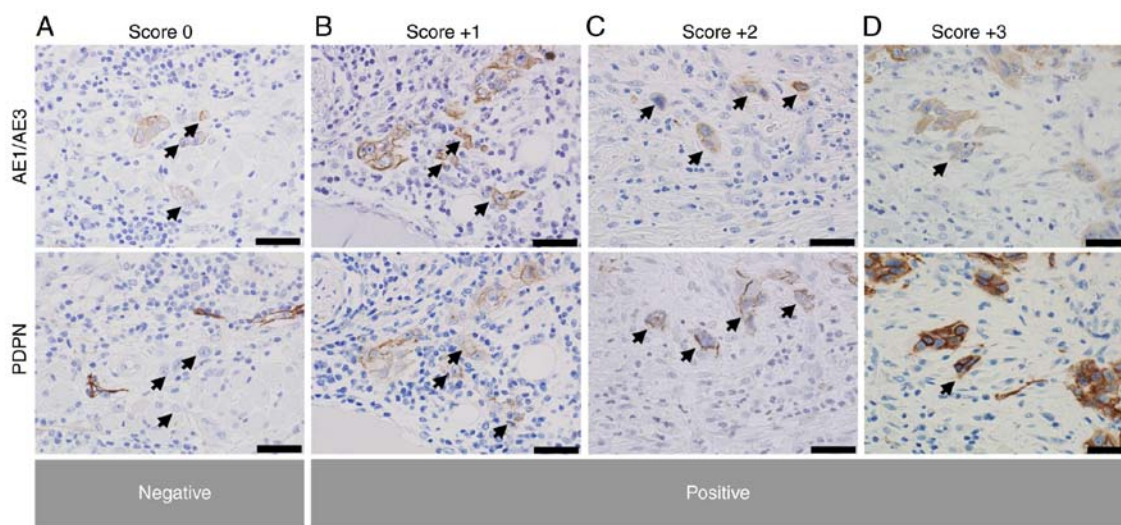 A Score 0 B Score +1 C Score +2 D Score +3
AE1/AE3
PDPN
Negative Positive